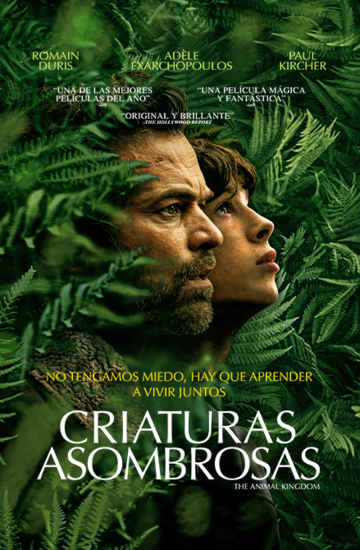 ROMAIN DURIS
ADÈLE EXARCHOPOULOS
PAUL KIRCHER
"UNA DE LAS MEJORES
PELÍCULAS DEL AÑO"
"UNA PELÍCULA MÁGICA
Y FANTÁSTICA"
"ORIGINAL Y BRILLANTE"
-THE HOLLYWOOD REPORT
NO TENGAMOS MIEDO, HAY QUE APRENDER
A VIVIR JUNTOS
CRIATURAS
ASOMBROSAS
THE ANIMAL KINGDOM